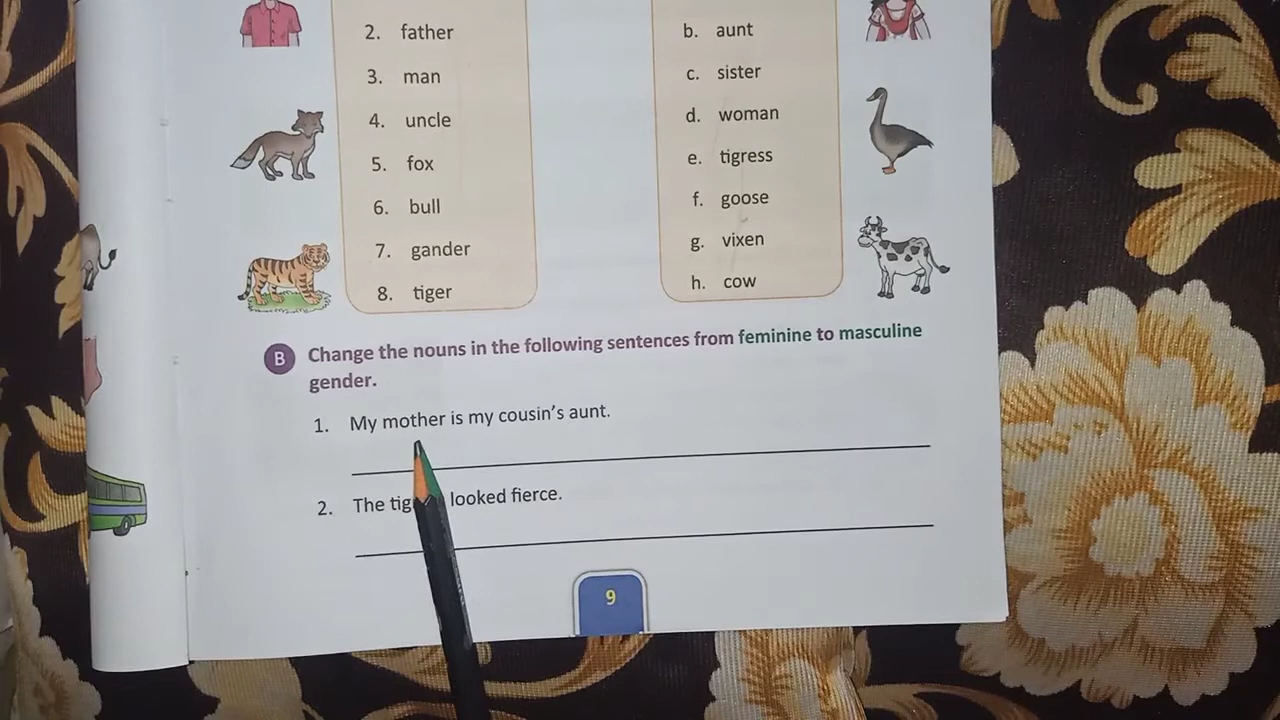 2. father
3. man
4. uncle
5. fox
6. bull
7. gander
8. tiger
b. aunt
c. sister
d. woman
e. tigress
f. goose
g. vixen
h. cow
B Change the nouns in the following sentences from feminine to masculine
gender.
1. My mother is my cousin's aunt.
2. The looked fierce.
9